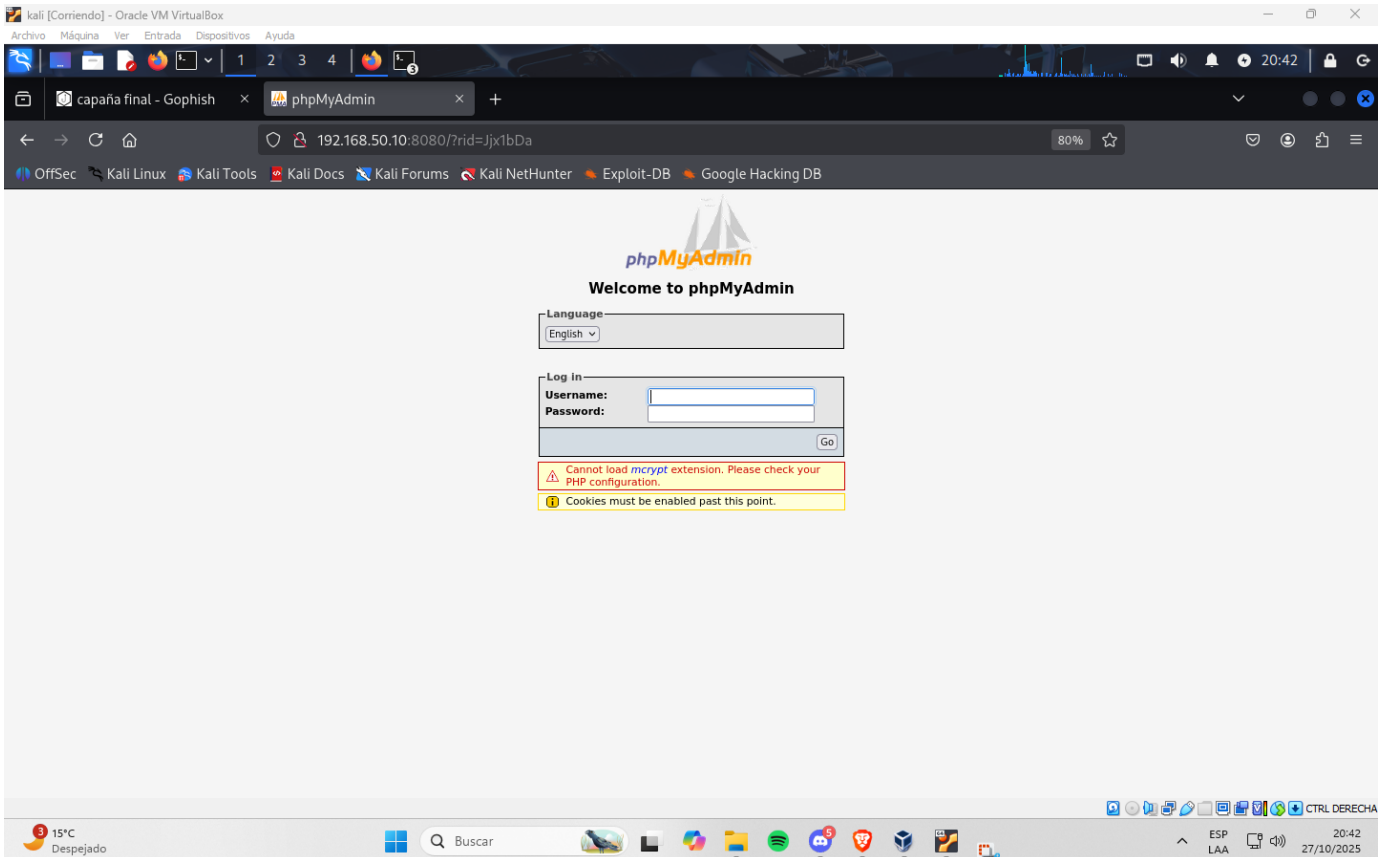 kali [Corriendo] - Oracle VM VirtualBox
Archivo Máquina Ver Entrada Dispositivos Ayuda
1 2 3 4 3 20:42
capaña final - Gophish phpMyAdmin
192.168.50.10:8080/?rid=Jjx1bDa 80%
OffSec Kali Linux Kali Tools Kali Docs Kali Forums Kali NetHunter Exploit-DB Google Hacking DB
phpMyAdmin
Welcome to phpMyAdmin
Language
English
Log in
Username:
Password:
Go
Cannot load mcrypt extension. Please check your
PHP configuration.
Cookies must be enabled past this point.
CTRL DERECHA
3 15°C
Despejado
Buscar
5
ESP
LAA
20:42
27/10/2025